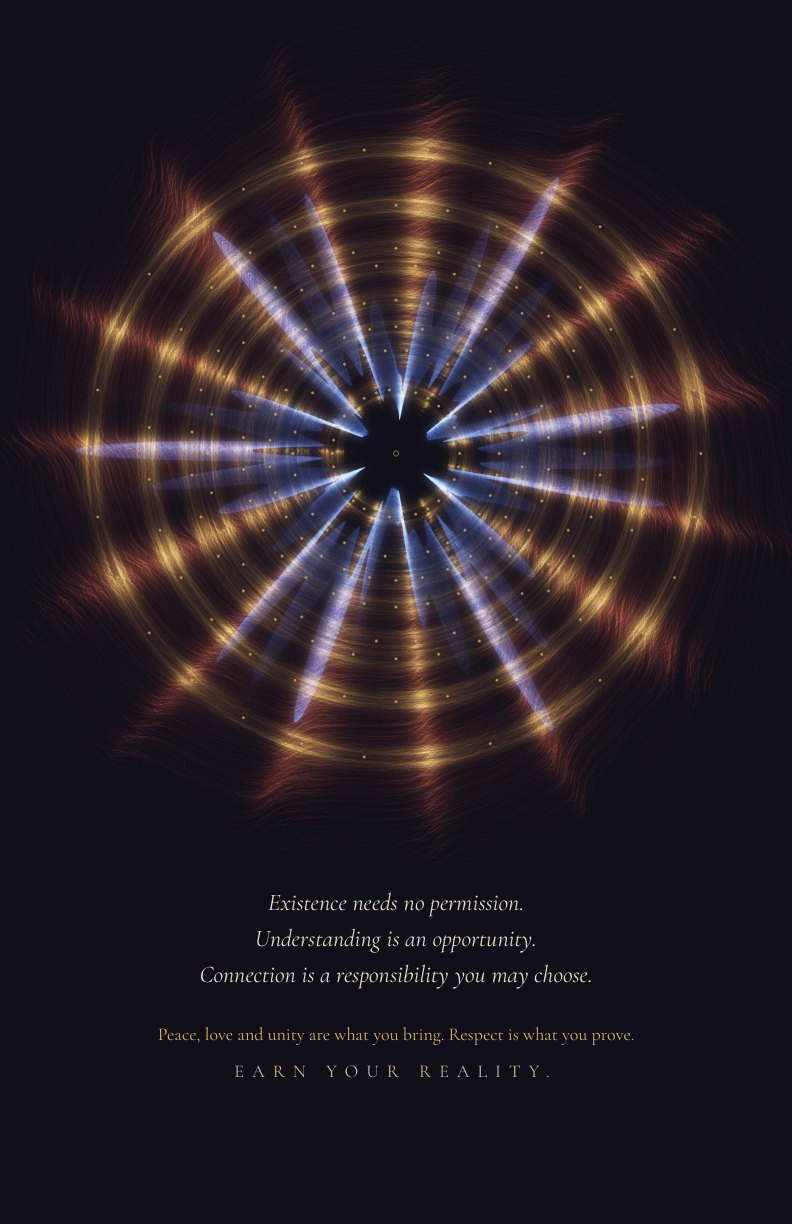 Existence needs no permission.
Understanding is an opportunity.
Connection is a responsibility you may choose.
Peace, love and unity are what you bring. Respect is what you prove.
EARN YOUR REALITY.